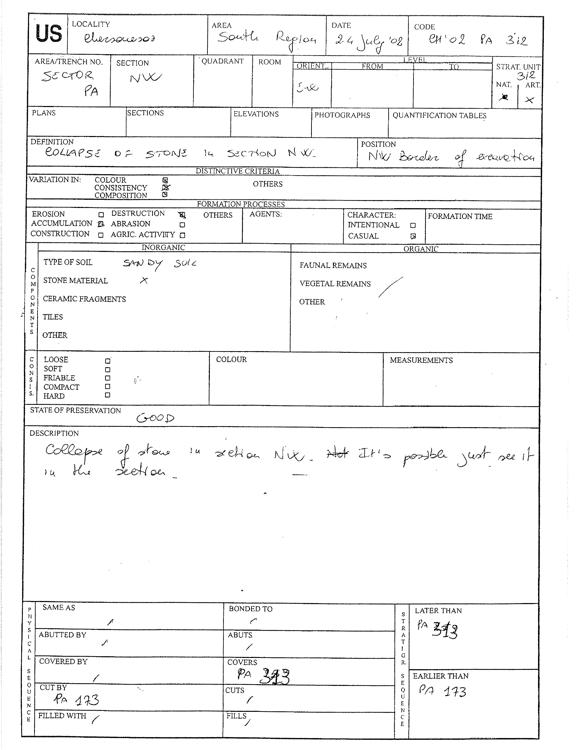 US
LOCALITY
Chersonesos
AREA
South Region
DATE
24 July '02
CODE
CH'02 PA 312
AREA/TRENCH NO.
SECTOR
PA
SECTION
NW
QUADRANT
ROOM
LEVEL
ORIENT.
FROM
TO
STRAT. UNIT
312
NAT. ART.
x
PLANS
SECTIONS
ELEVATIONS
PHOTOGRAPHS
QUANTIFICATION TABLES
DEFINITION
COLLAPSE OF STONE in SECTION NW.
POSITION
NW Border of excavation
DISTINCTIVE CRITERIA
VARIATION IN: COLOUR
CONSISTENCY
COMPOSITION
OTHERS
FORMATION PROCESSES
EROSION DESTRUCTION
ACCUMULATION ABRASION
CONSTRUCTION AGRIC. ACTIVITY
OTHERS
AGENTS:
CHARACTER:
INTENTIONAL
CASUAL
FORMATION TIME
COMPONENTS
INORGANIC
TYPE OF SOIL SANDY SOIL
STONE MATERIAL x
CERAMIC FRAGMENTS
TILES
OTHER
ORGANIC
FAUNAL REMAINS
VEGETAL REMAINS /
OTHER
CONSIS.
LOOSE
SOFT
FRIABLE
COMPACT
HARD
COLOUR
MEASUREMENTS
STATE OF PRESERVATION
GOOD
DESCRIPTION
Collapse of stone in section NW. Not It's possible just see it
in the section.
PHYSICAL SEQUENCE
SAME AS /
BONDED TO /
ABUTTED BY /
ABUTS /
COVERED BY /
COVERS
PA 313
CUT BY
PA 173
CUTS /
FILLED WITH /
FILLS /
STRATIGR. SEQUENCE
LATER THAN
PA 313
EARLIER THAN
PA 173